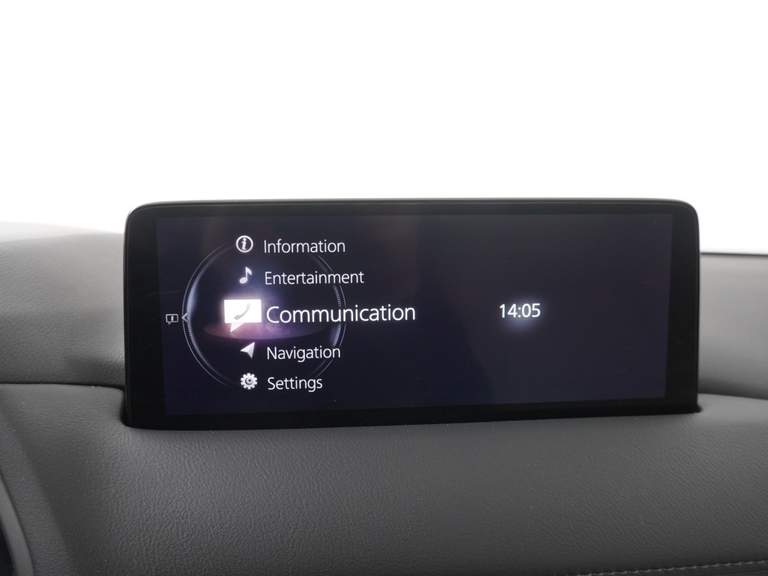 Information
Entertainment
Communication
14:05
Navigation
Settings